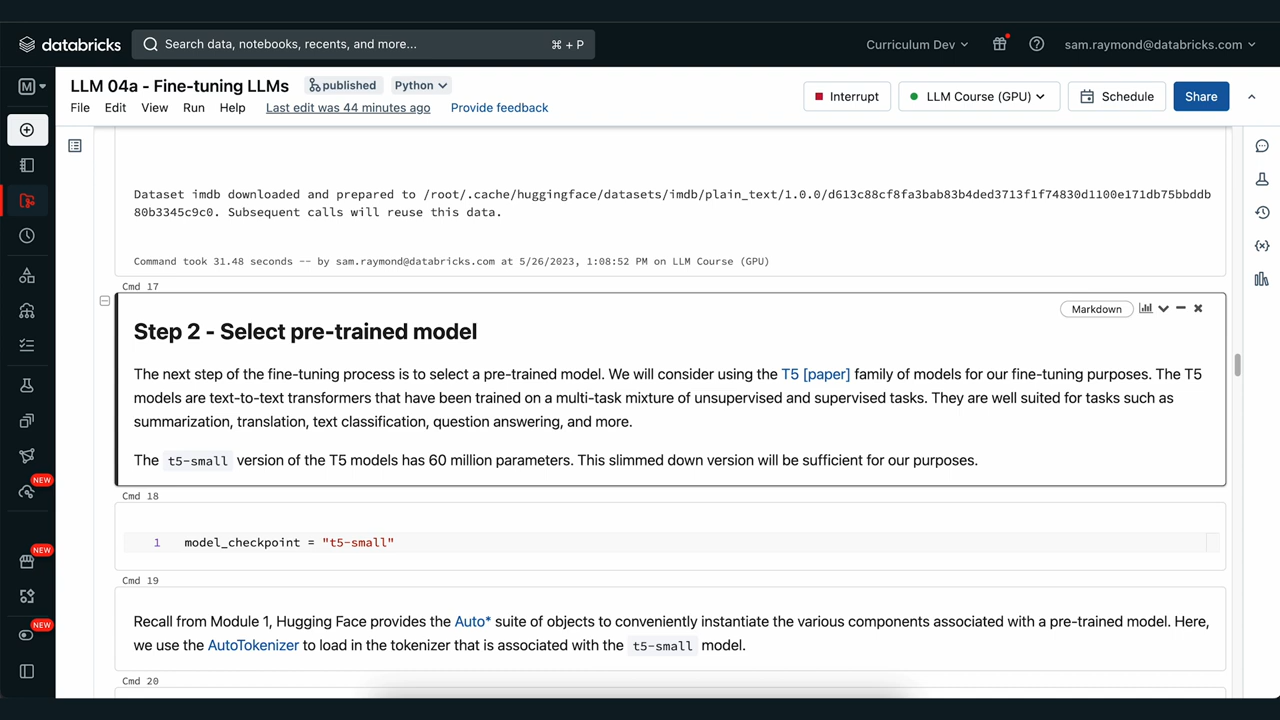 databricks
Search data, notebooks, recents, and more...
⌘ + P
Curriculum Dev
sam.raymond@databricks.com
M
LLM 04a - Fine-tuning LLMs
published
Python
File Edit View Run Help Last edit was 44 minutes ago Provide feedback
Interrupt
LLM Course (GPU)
Schedule
Share
Dataset imdb downloaded and prepared to /root/.cache/huggingface/datasets/imdb/plain_text/1.0.0/d613c88cf8fa3bab83b4ded3713f1f74830d1100e171db75bbddb
80b3345c9c0. Subsequent calls will reuse this data.
Command took 31.48 seconds -- by sam.raymond@databricks.com at 5/26/2023, 1:08:52 PM on LLM Course (GPU)
Cmd 17
Markdown
Step 2 - Select pre-trained model
The next step of the fine-tuning process is to select a pre-trained model. We will consider using the T5 [paper] family of models for our fine-tuning purposes. The T5
models are text-to-text transformers that have been trained on a multi-task mixture of unsupervised and supervised tasks. They are well suited for tasks such as
summarization, translation, text classification, question answering, and more.
The t5-small version of the T5 models has 60 million parameters. This slimmed down version will be sufficient for our purposes.
Cmd 18
1 model_checkpoint = "t5-small"
Cmd 19
Recall from Module 1, Hugging Face provides the Auto* suite of objects to conveniently instantiate the various components associated with a pre-trained model. Here,
we use the AutoTokenizer to load in the tokenizer that is associated with the t5-small model.
Cmd 20
NEW
NEW
NEW